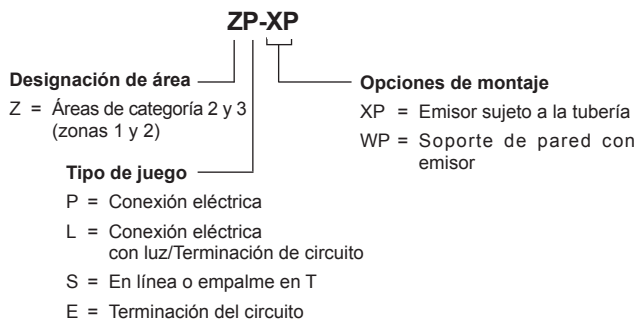 ZP-XP
Designación de área
Z = Áreas de categoría 2 y 3
(zonas 1 y 2)
Tipo de juego
P = Conexión eléctrica
L = Conexión eléctrica
con luz/Terminación de circuito
S = En línea o empalme en T
E = Terminación del circuito
Opciones de montaje
XP = Emisor sujeto a la tubería
WP = Soporte de pared con
emisor